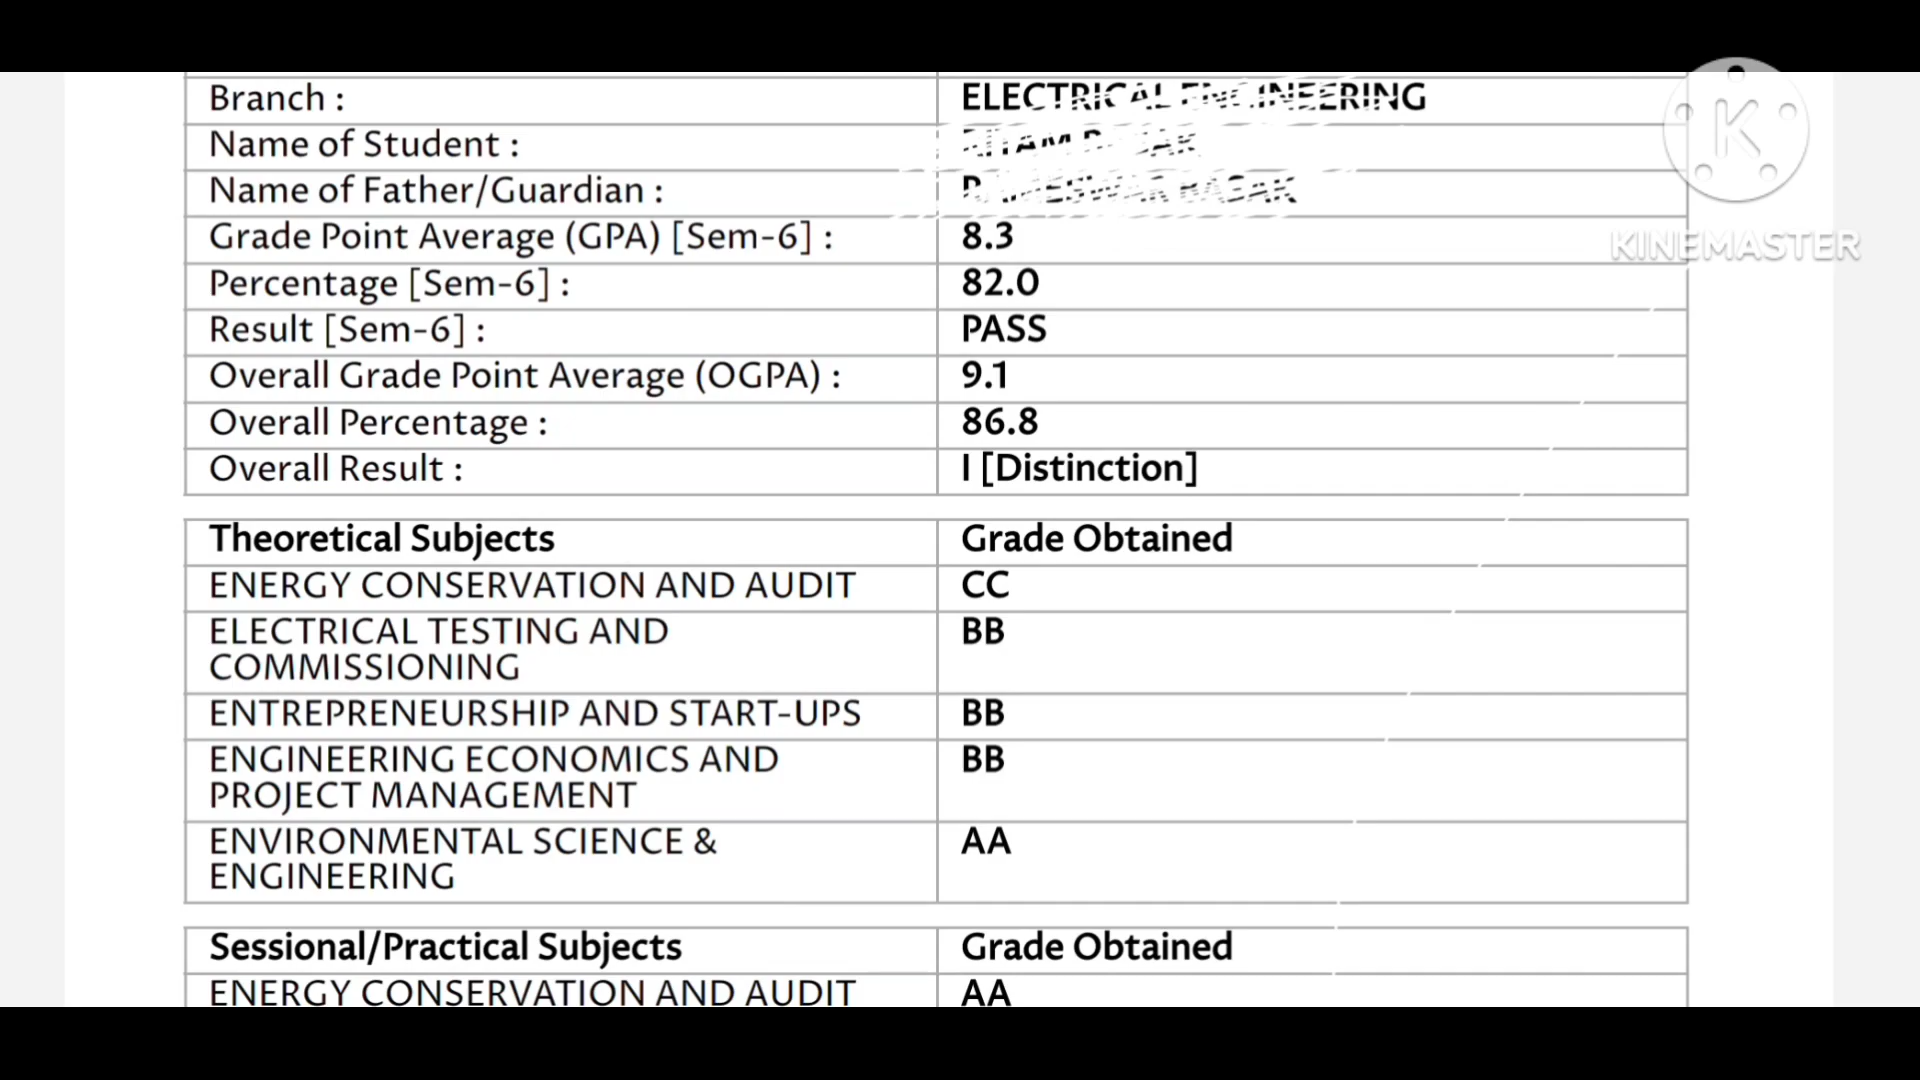 Branch : ELECTRICAL ENGINEERING
Name of Student :
Name of Father/Guardian :
Grade Point Average (GPA) [Sem-6] : 8.3
Percentage [Sem-6] : 82.0
Result [Sem-6] : PASS
Overall Grade Point Average (OGPA) : 9.1
Overall Percentage : 86.8
Overall Result : I [Distinction]
Theoretical Subjects Grade Obtained
ENERGY CONSERVATION AND AUDIT CC
ELECTRICAL TESTING AND BB
COMMISSIONING
ENTREPRENEURSHIP AND START-UPS BB
ENGINEERING ECONOMICS AND BB
PROJECT MANAGEMENT
ENVIRONMENTAL SCIENCE & AA
ENGINEERING
Sessional/Practical Subjects Grade Obtained
ENERGY CONSERVATION AND AUDIT AA
K
KINEMASTER